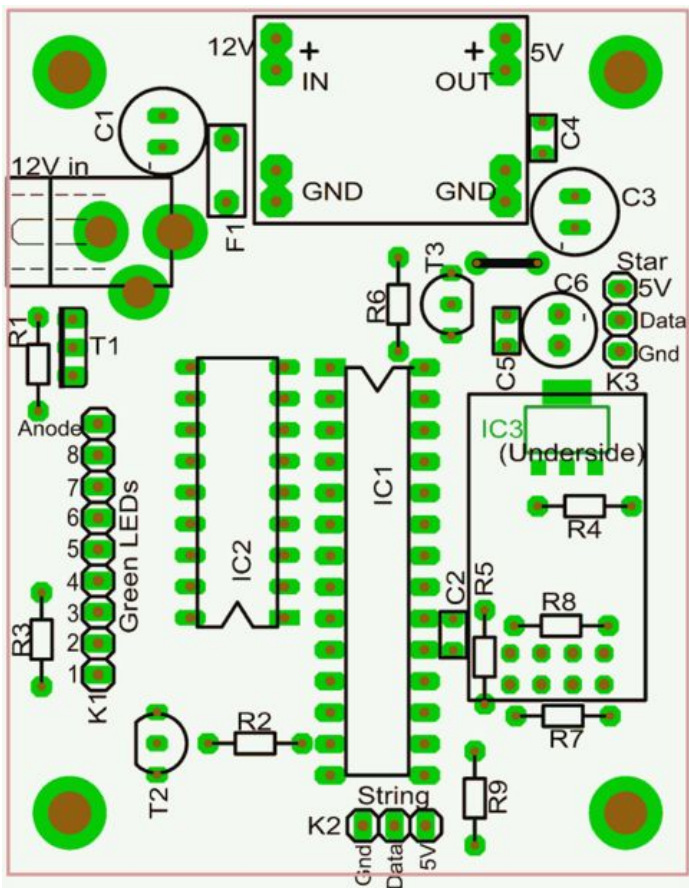 12V
+
+
5V
IN
OUT
C1
C4
12V in
F1
GND
GND
C3
Star
T3
5V
R6
C6
Data
R1
T1
C5
Gnd
K3
Anode
IC3
(Underside)
8
7
6
5
4
3
2
1
Green LEDs
K1
IC1
IC2
R4
C2
R5
R8
R3
R7
R2
T2
R9
String
K2
Gnd
Data
5V